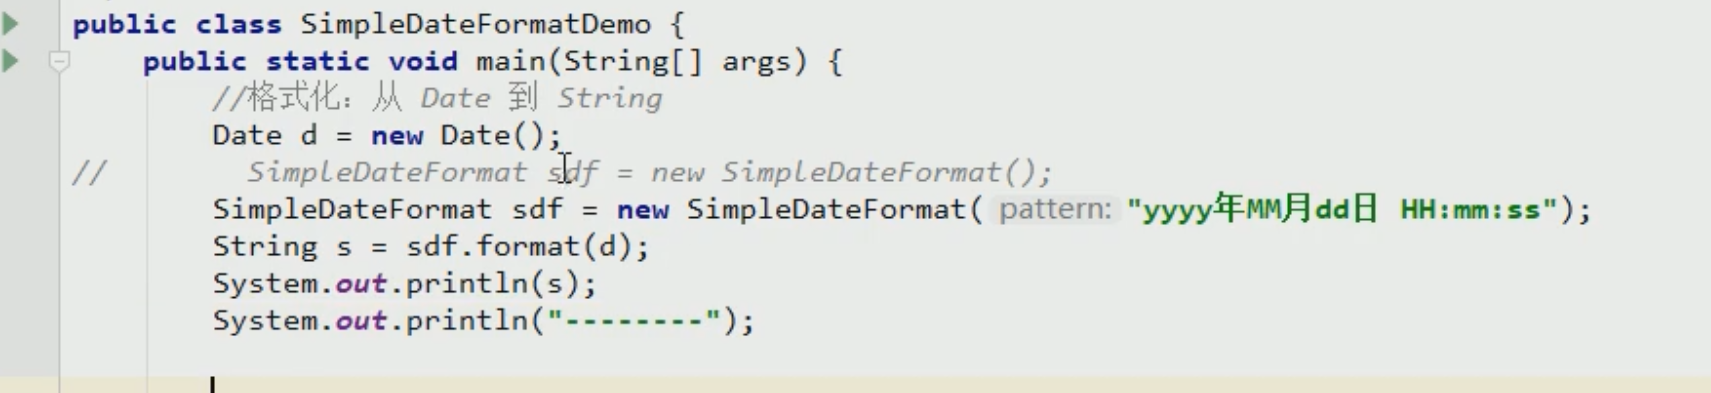 public class SimpleDateFormatDemo {
public static void main(String[] args) {
//格式化：从 Date 到 String
Date d = new Date();
// SimpleDateFormat sdf = new SimpleDateFormat();
SimpleDateFormat sdf = new SimpleDateFormat( pattern: "yyyy年MM月dd日 HH:mm:ss");
String s = sdf.format(d);
System.out.println(s);
System.out.println("--------");